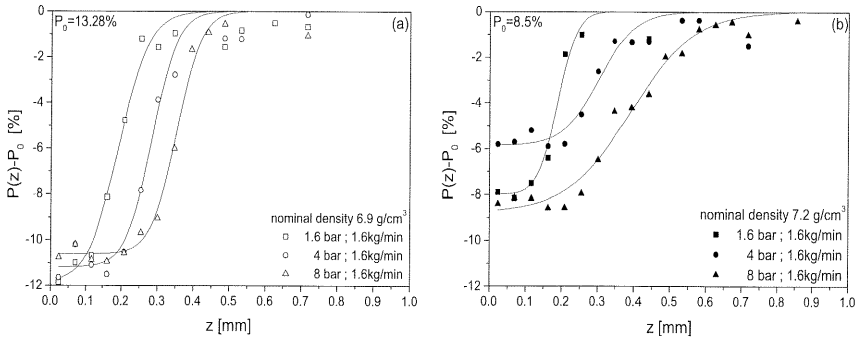 P0=13.28%
(a)
0
-2
-4
-6
-8
-10
-12
P(z)-P0 [%]
nominal density 6.9 g/cm³
1.6 bar ; 1.6kg/min
4 bar ; 1.6kg/min
8 bar ; 1.6kg/min
0.0 0.1 0.2 0.3 0.4 0.5 0.6 0.7 0.8 0.9 1.0
z [mm]
P0=8.5%
(b)
0
-2
-4
-6
-8
-10
-12
P(z)-P0 [%]
nominal density 7.2 g/cm³
1.6 bar ; 1.6kg/min
4 bar ; 1.6kg/min
8 bar ; 1.6kg/min
0.0 0.1 0.2 0.3 0.4 0.5 0.6 0.7 0.8 0.9 1.0
z [mm]